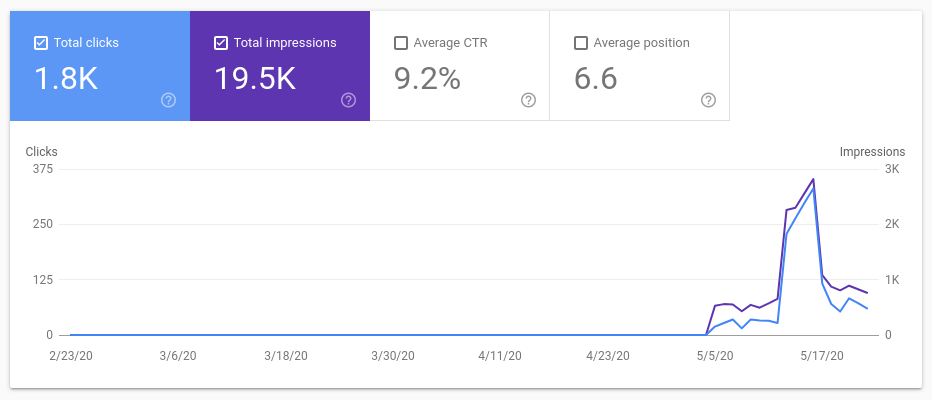 Total clicks
1.8K
Total impressions
19.5K
Average CTR
9.2%
Average position
6.6
Clicks
Impressions
375
3K
250
2K
125
1K
0
0
2/23/20
3/6/20
3/18/20
3/30/20
4/11/20
4/23/20
5/5/20
5/17/20